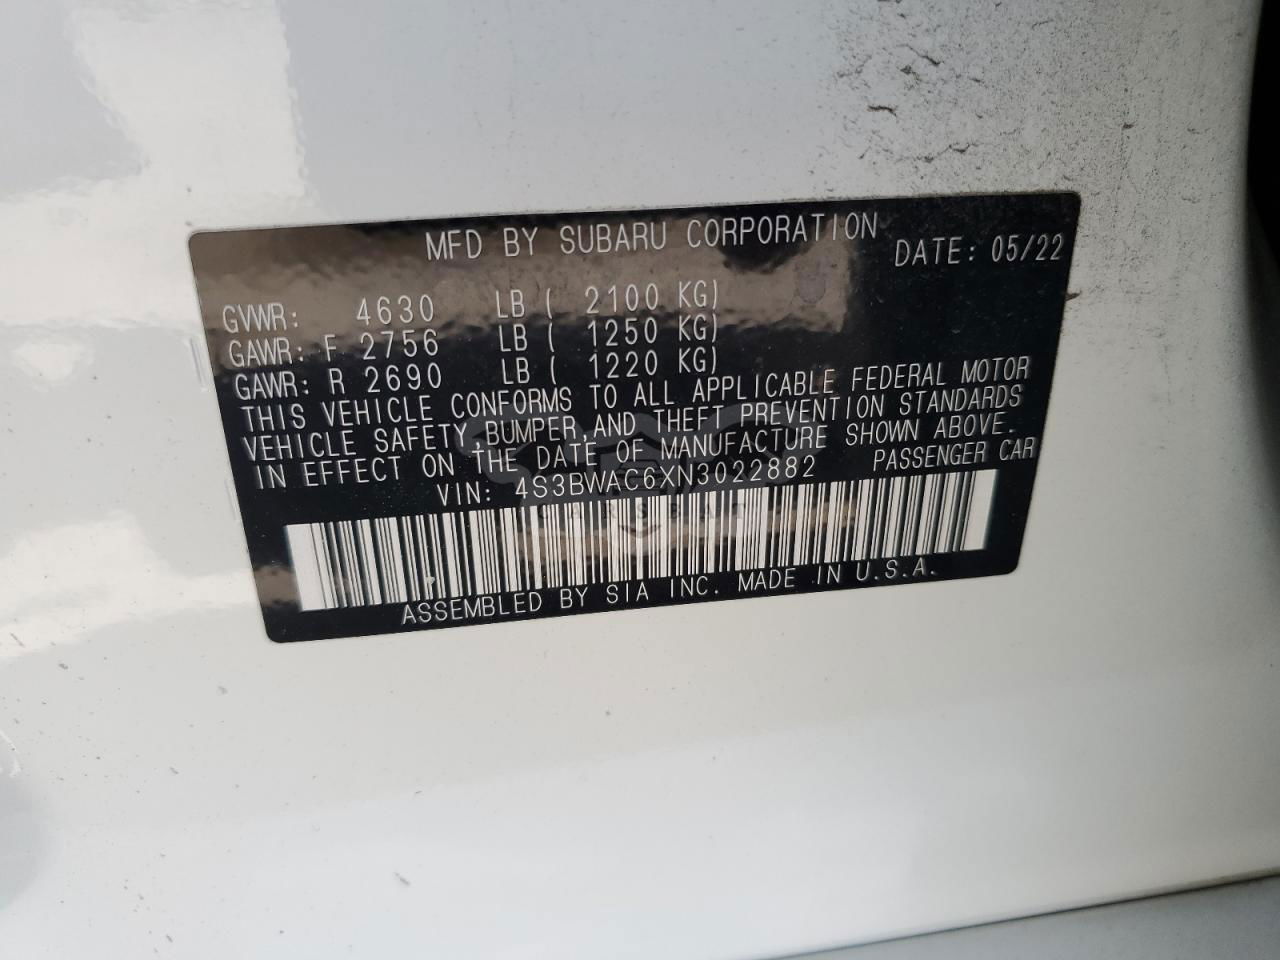 MFD BY SUBARU CORPORATION DATE: 05/22
GVWR: 4630 LB ( 2100 KG)
GAWR: F 2756 LB ( 1250 KG)
GAWR: R 2690 LB ( 1220 KG)
THIS VEHICLE CONFORMS TO ALL APPLICABLE FEDERAL MOTOR
VEHICLE SAFETY,BUMPER,AND THEFT PREVENTION STANDARDS
IN EFFECT ON THE DATE OF MANUFACTURE SHOWN ABOVE.
VIN: 4S3BWAC6XN3022882 PASSENGER CAR
ASSEMBLED BY SIA INC. MADE IN U.S.A.